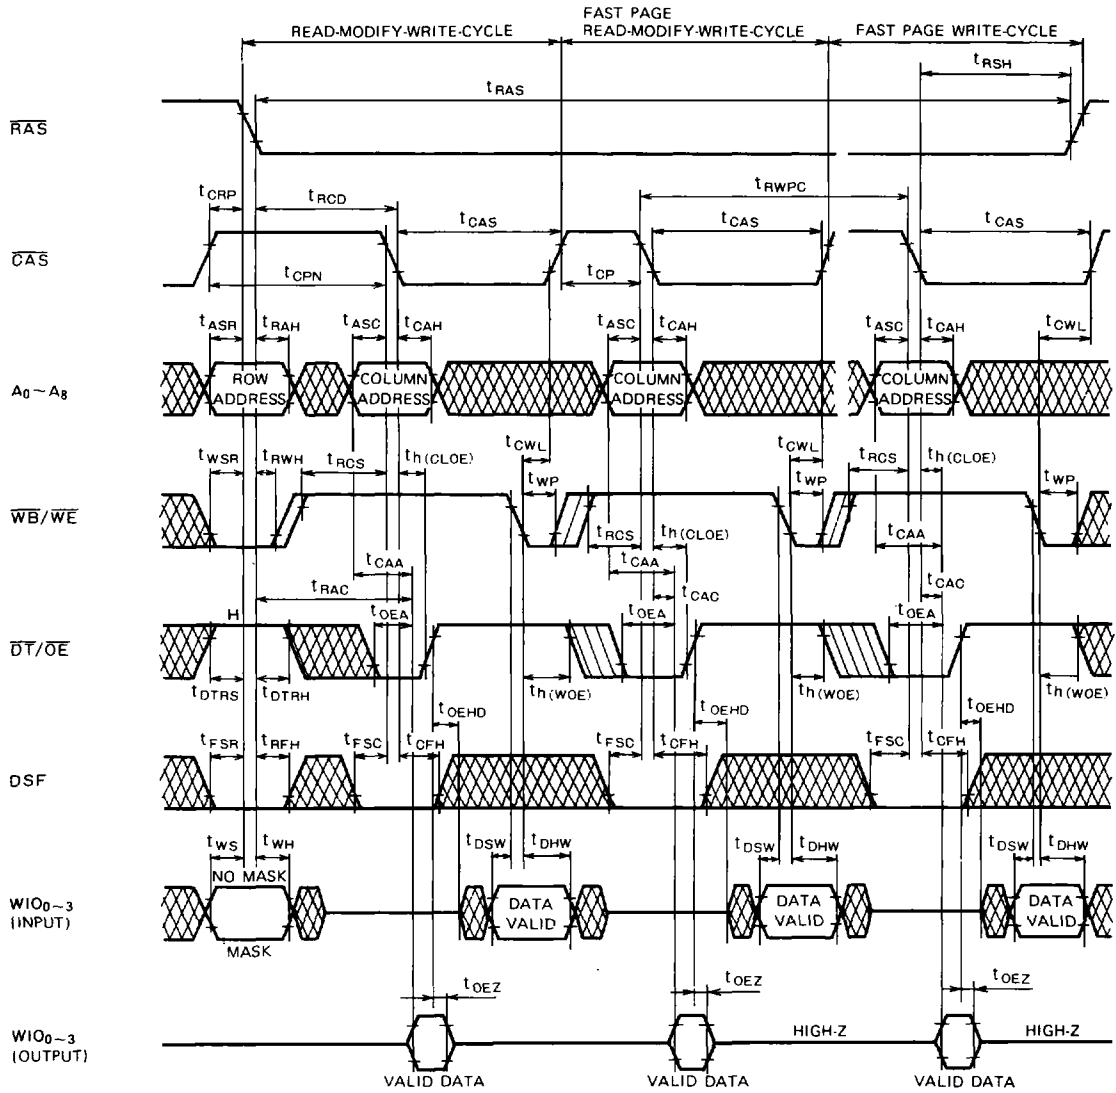 FAST PAGE
READ-MODIFY-WRITE-CYCLE READ-MODIFY-WRITE-CYCLE FAST PAGE WRITE-CYCLE
tRSH
tRAS
RAS
tCRP tRCD tRWPC
tCAS tCAS tCAS
CAS
tCPN tCP
tASR tRAH tASC tCAH tASC tCAH tASC tCAH tCWL
A0~A8
ROW ADDRESS COLUMN ADDRESS COLUMN ADDRESS COLUMN ADDRESS
tCWL tCWL
tWSR tRWH tRCS th(CLOE) tRCS th(CLOE)
tWP tWP tWP
WB/WE
tRCS th(CLOE) tCAA
tCAA tCAA
tRAC tCAC tCAC
H tOEA tOEA tOEA
DT/OE
tDTRS tDTRH th(WOE) th(WOE) th(WOE)
tOEHD tOEHD tOEHD
tFSR tRFH tFSC tCFH tFSC tCFH tFSC tCFH
DSF
tWS tWH tDSW tDHW tDSW tDHW tDSW tDHW
NO MASK
WIO0~3
(INPUT)
DATA VALID DATA VALID DATA VALID
MASK
tOEZ tOEZ tOEZ
WIO0~3
(OUTPUT)
HIGH-Z HIGH-Z
VALID DATA VALID DATA VALID DATA